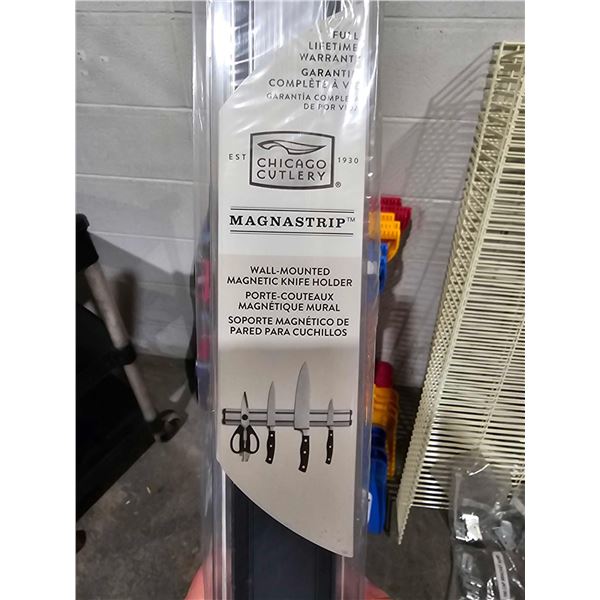 FULL
LIFETIME
WARRANTY
GARANTIE
COMPLÈTE À VIE
GARANTÍA COMPLETA
DE POR VIDA
EST 1930
CHICAGO
CUTLERY®
MAGNASTRIP™
WALL-MOUNTED
MAGNETIC KNIFE HOLDER
PORTE-COUTEAUX
MAGNÉTIQUE MURAL
SOPORTE MAGNÉTICO DE
PARED PARA CUCHILLOS